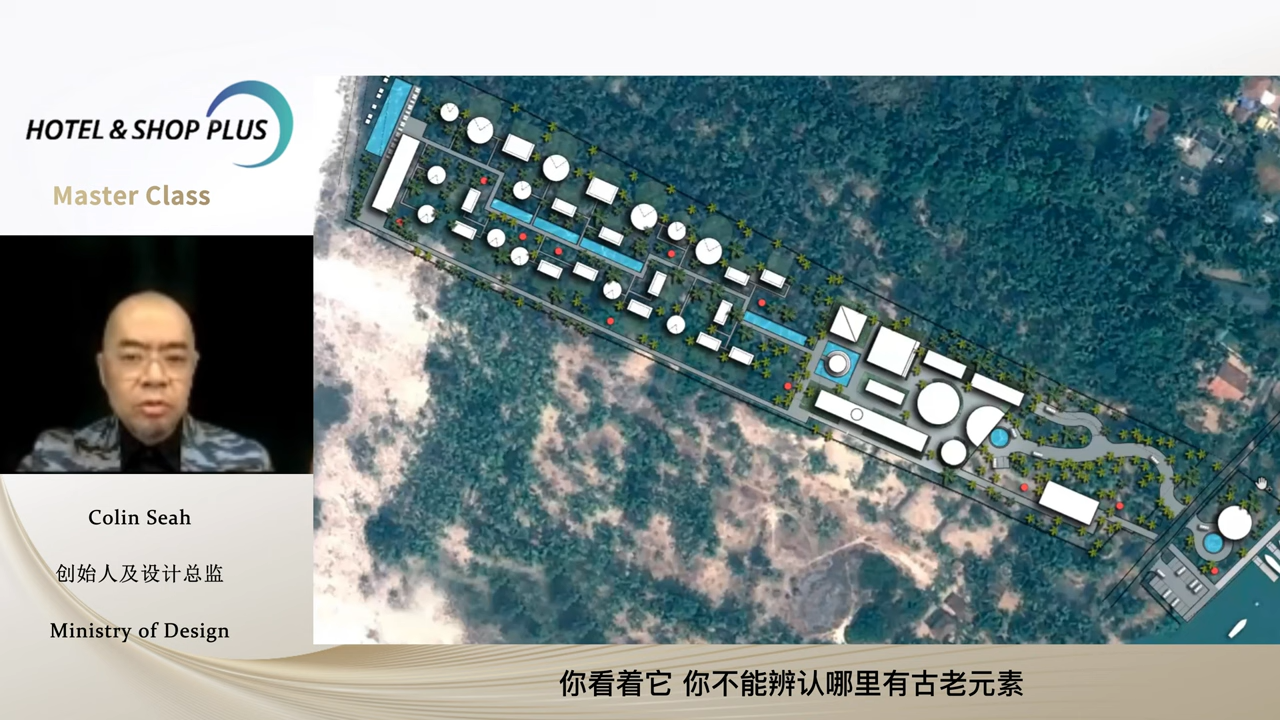 HOTEL & SHOP PLUS
Master Class
Colin Seah
创始人及设计总监
Ministry of Design
你看着它 你不能辨认哪里有古老元素